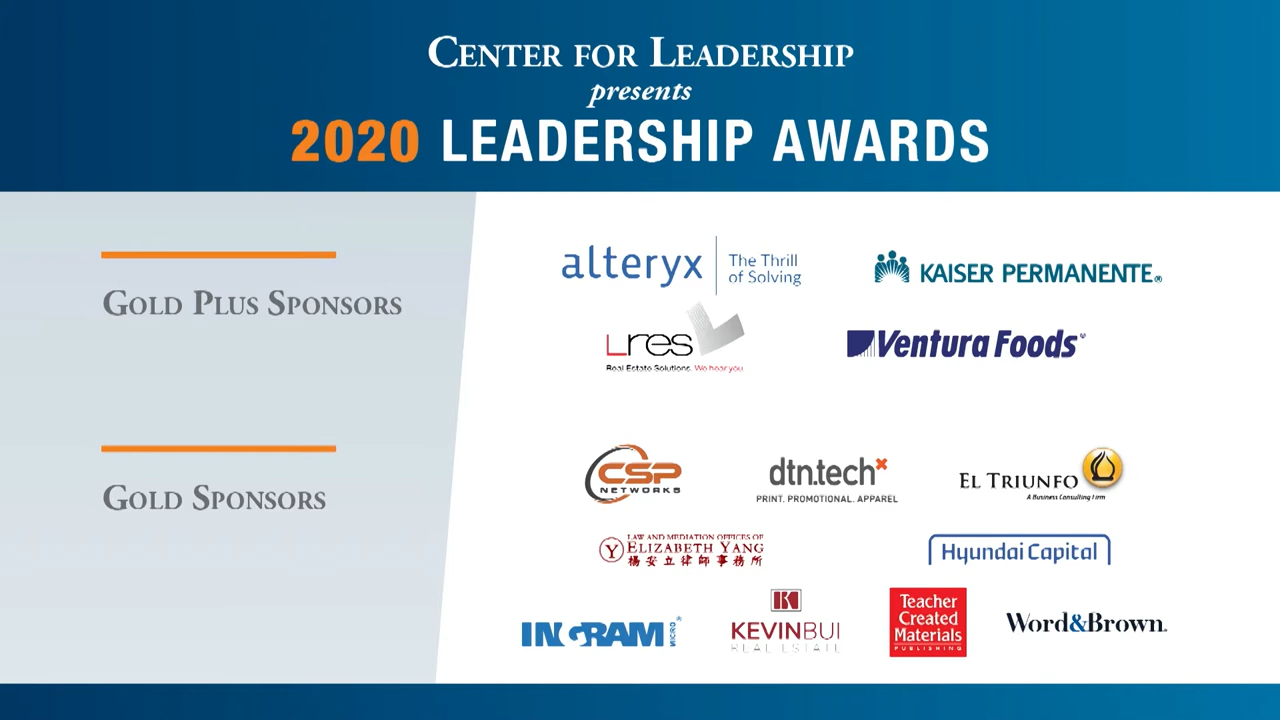 CENTER FOR LEADERSHIP
presents
2020 LEADERSHIP AWARDS
GOLD PLUS SPONSORS
alteryx
The Thrill
of Solving
KAISER PERMANENTE®
Lres
Real Estate Solutions. We hear you
Ventura Foods®
GOLD SPONSORS
CSP
NETWORKS
dtn.tech
PRINT. PROMOTIONAL. APPAREL
EL TRIUNFO
A Business Consulting Firm
Y
LAW AND MEDIATION OFFICES OF
ELIZABETH YANG
楊安立律師事務所
Hyundai Capital
INGRAM MICRO®
K
KEVINBUI
REAL ESTATE
Teacher
Created
Materials
PUBLISHING
Word&Brown